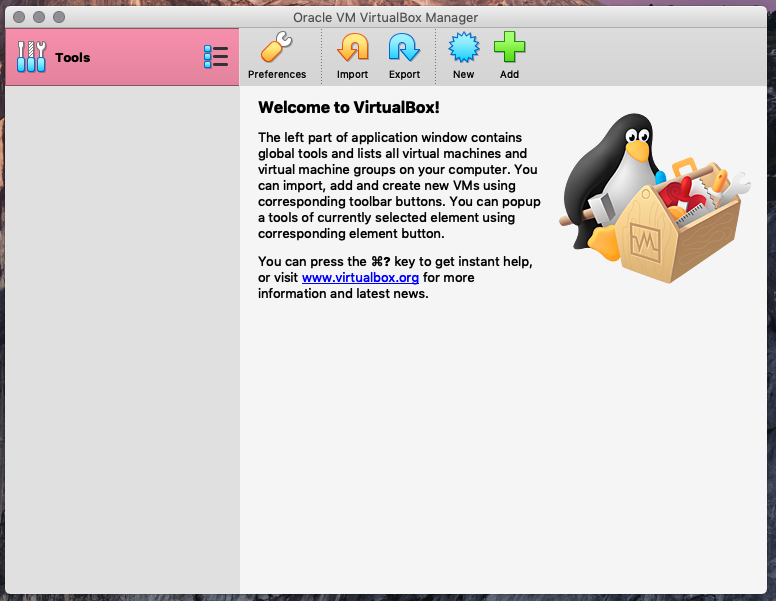 Oracle VM VirtualBox Manager
Tools
Preferences
Import
Export
New
Add
Welcome to VirtualBox!
The left part of application window contains
global tools and lists all virtual machines and
virtual machine groups on your computer. You
can import, add and create new VMs using
corresponding toolbar buttons. You can popup
a tools of currently selected element using
corresponding element button.
You can press the ⌘? key to get instant help,
or visit www.virtualbox.org for more
information and latest news.